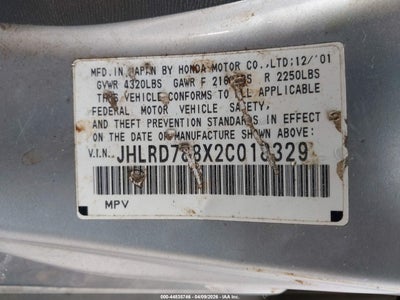 MFD.IN JAPAN BY HONDA MOTOR CO.,LTD;12/'01
GVWR 4320LBS GAWR F R 2250LBS
THIS VEHICLE CONFORMS TO ALL APPLICABLE
FEDERAL MOTOR VEHICLE SAFETY,
AND THEFT PREVENTION STANDARDS IN EFFECT
ON THE DATE OF MANUFACTURE SHOWN ABOVE.
V.I.N.
MPV
000-44635746 - 04/09/2026 - IAA Inc.